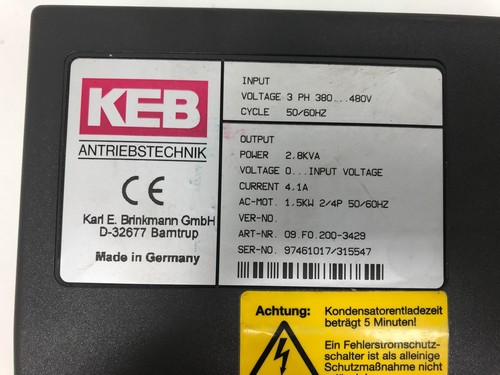 KEB
ANTRIEBSTECHNIK
CE
Karl E. Brinkmann GmbH
D-32677 Barntrup
Made in Germany
INPUT
VOLTAGE 3 PH 380...480V
CYCLE 50/60HZ
OUTPUT
POWER 2,8KVA
VOLTAGE 0...INPUT VOLTAGE
CURRENT 4,1A
AC-MOT. 1,5KW 2/4P 50/60HZ
VER-NO.
ART-NR. 09.F0.200-3429
SER-NO. 97461017/315547
Achtung:
Kondensatorentladezeit
beträgt 5 Minuten!
Ein Fehlerstromschutz-
schalter ist als alleinige
Schutzmaßnahme nicht